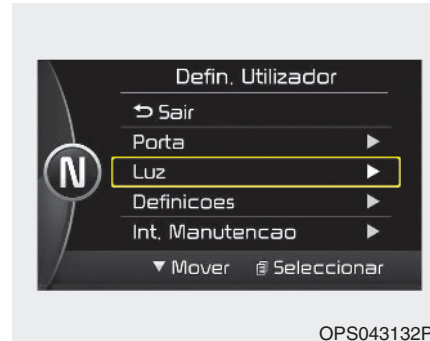 Defin. Utilizador
Sair
Porta
Luz
N
Definicoes
Int. Manutencao
Mover Seleccionar
OPS043132P